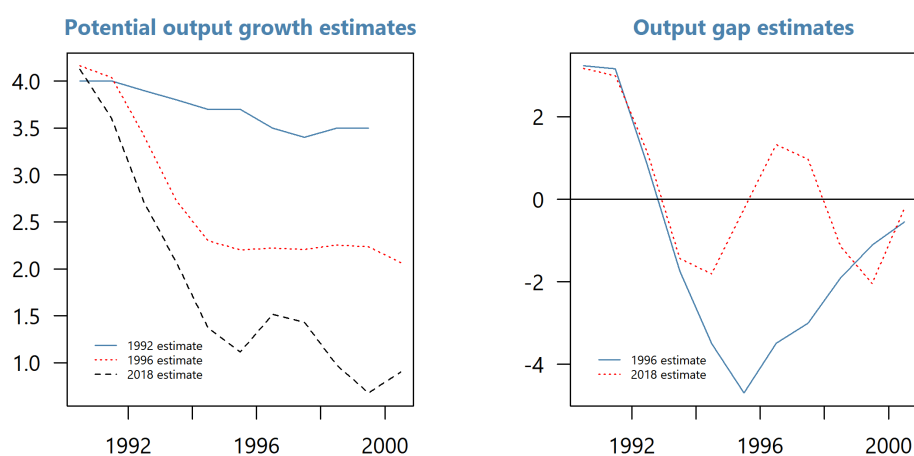 Potential output growth estimates
4.0
3.5
3.0
2.5
2.0
1.5
1.0
1992 estimate
1996 estimate
2018 estimate
1992 1996 2000
Output gap estimates
2
0
-2
-4
1996 estimate
2018 estimate
1992 1996 2000